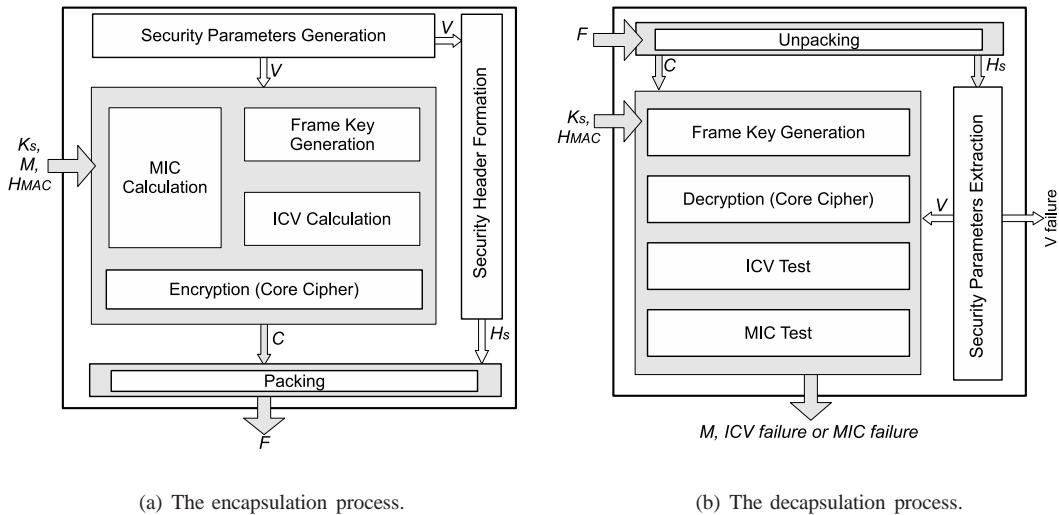 Security Parameters Generation
V
V
Security Header Formation
Ks,
M,
HMAC
MIC
Calculation
Frame Key
Generation
ICV Calculation
Encryption (Core Cipher)
C
Hs
Packing
F
(a) The encapsulation process.
F
Unpacking
C
Hs
Ks,
HMAC
Frame Key Generation
Decryption (Core Cipher)
ICV Test
MIC Test
V
Security Parameters Extraction
V failure
M, ICV failure or MIC failure
(b) The decapsulation process.